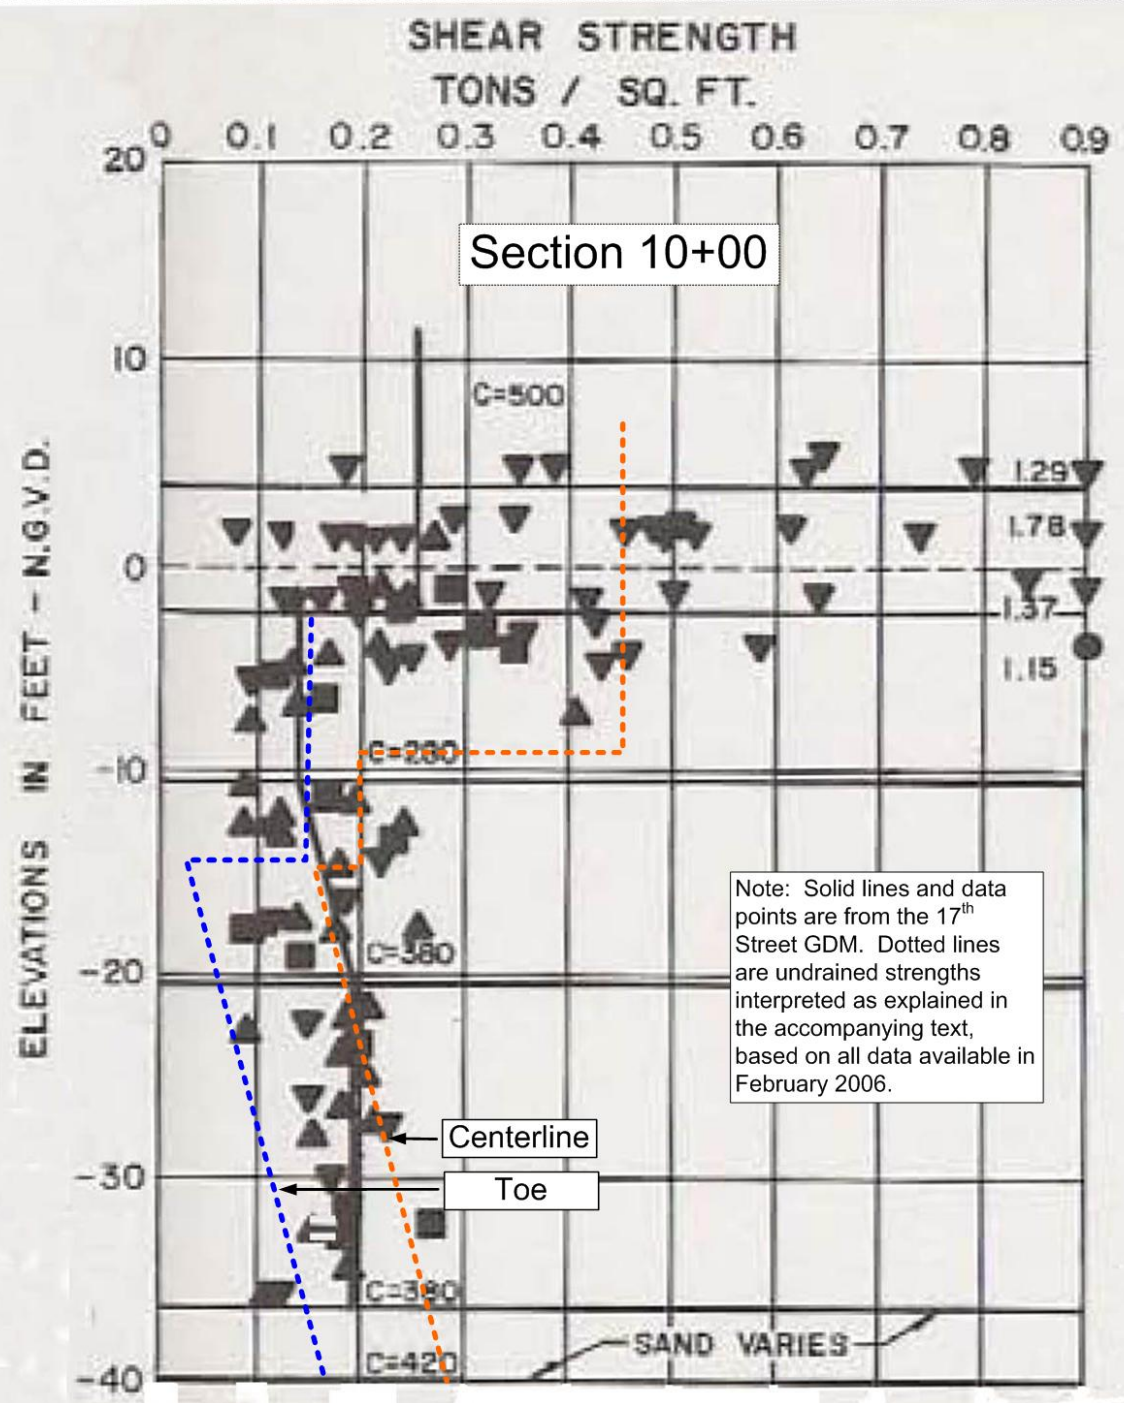 SHEAR STRENGTH
TONS / SQ. FT.
0 0.1 0.2 0.3 0.4 0.5 0.6 0.7 0.8 0.9
20
Section 10+00
10
C=500
1.29
1.78
0
1.37
1.15
C=280
-10
Note: Solid lines and data
points are from the 17th
Street GDM. Dotted lines
are undrained strengths
interpreted as explained in
the accompanying text,
based on all data available in
February 2006.
C=380
-20
Centerline
-30
Toe
C=380
SAND VARIES
C=420
-40
ELEVATIONS IN FEET - N.G.V.D.